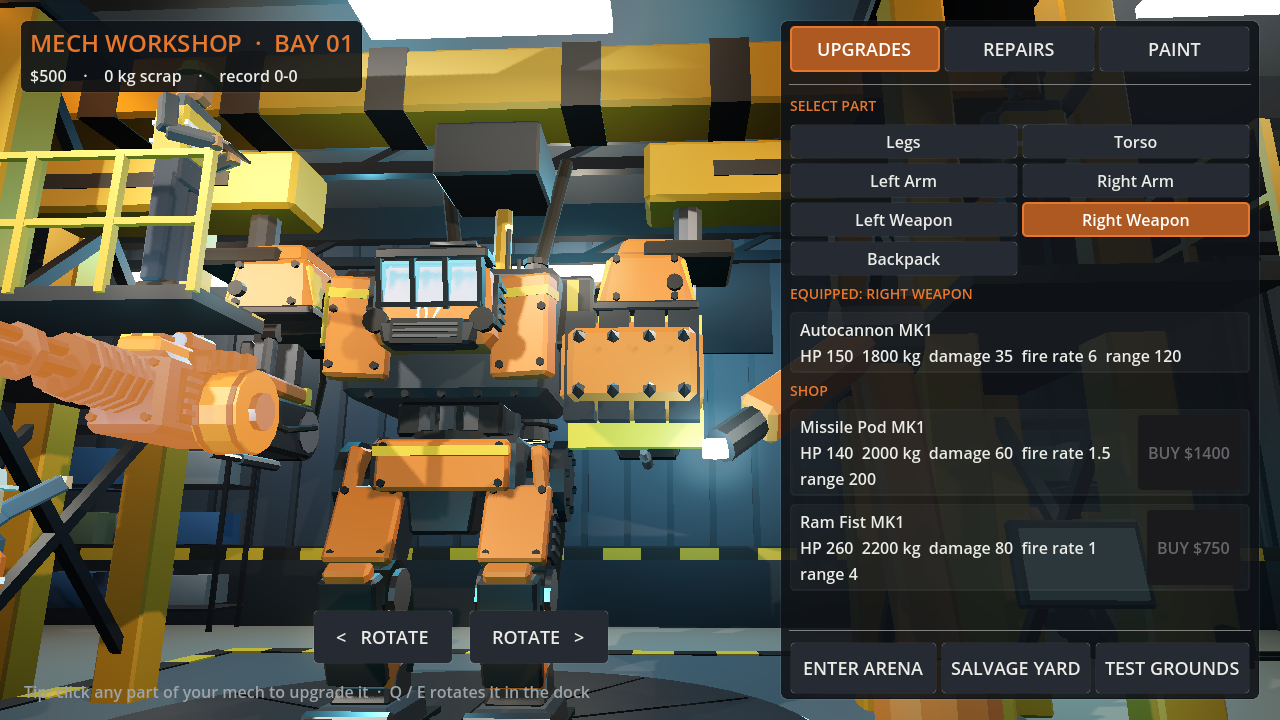 MECH WORKSHOP · BAY 01
$500 · 0 kg scrap · record 0-0
UPGRADES
REPAIRS
PAINT
SELECT PART
Legs
Torso
Left Arm
Right Arm
Left Weapon
Right Weapon
Backpack
EQUIPPED: RIGHT WEAPON
Autocannon MK1
HP 150 1800 kg damage 35 fire rate 6 range 120
SHOP
Missile Pod MK1
HP 140 2000 kg damage 60 fire rate 1.5
range 200
BUY $1400
Ram Fist MK1
HP 260 2200 kg damage 80 fire rate 1
range 4
BUY $750
< ROTATE
ROTATE >
ENTER ARENA
SALVAGE YARD
TEST GROUNDS
Tip: click any part of your mech to upgrade it · Q / E rotates it in the dock